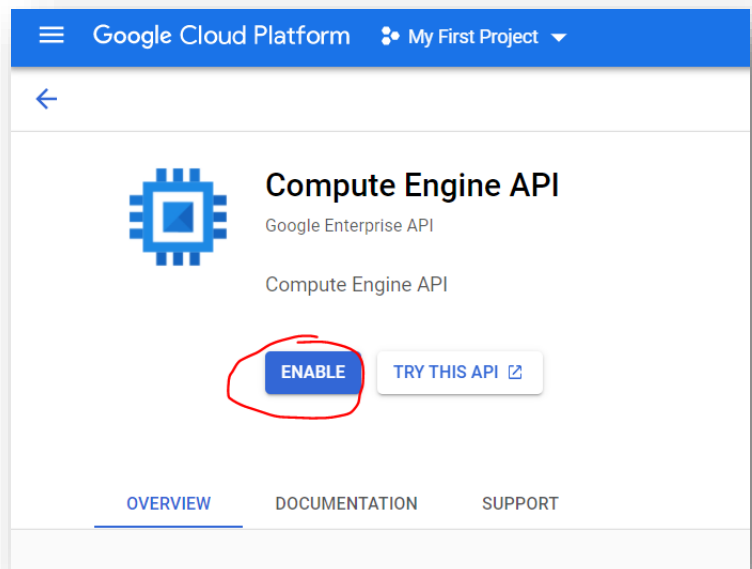 Google Cloud Platform My First Project
Compute Engine API
Google Enterprise API
Compute Engine API
ENABLE TRY THIS API
OVERVIEW DOCUMENTATION SUPPORT